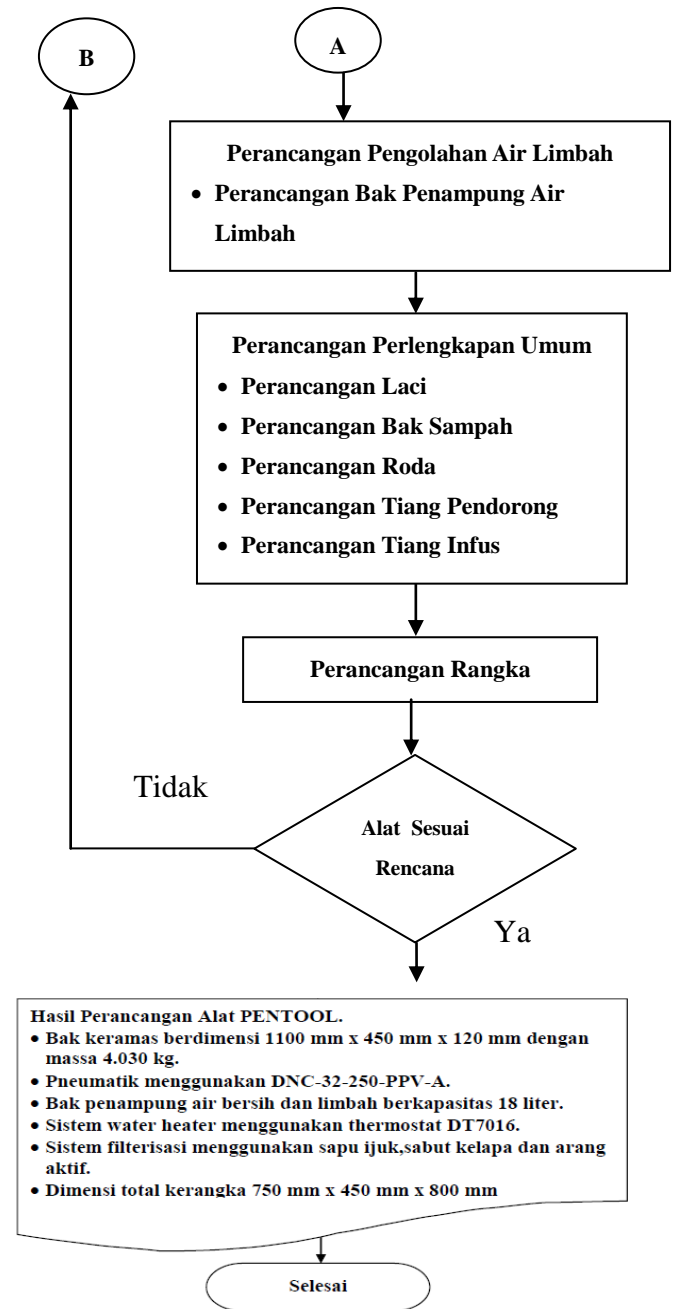 B
A
Perancangan Pengolahan Air Limbah
• Perancangan Bak Penampung Air
Limbah
Perancangan Perlengkapan Umum
• Perancangan Laci
• Perancangan Bak Sampah
• Perancangan Roda
• Perancangan Tiang Pendorong
• Perancangan Tiang Infus
Perancangan Rangka
Tidak
Alat Sesuai
Rencana
Ya
Hasil Perancangan Alat PENTOOL.
• Bak keramas berdimensi 1100 mm x 450 mm x 120 mm dengan
massa 4.030 kg.
• Pneumatik menggunakan DNC-32-250-PPV-A.
• Bak penampung air bersih dan limbah berkapasitas 18 liter.
• Sistem water heater menggunakan thermostat DT7016.
• Sistem filterisasi menggunakan sapu ijuk,sabut kelapa dan arang
aktif.
• Dimensi total kerangka 750 mm x 450 mm x 800 mm
Selesai